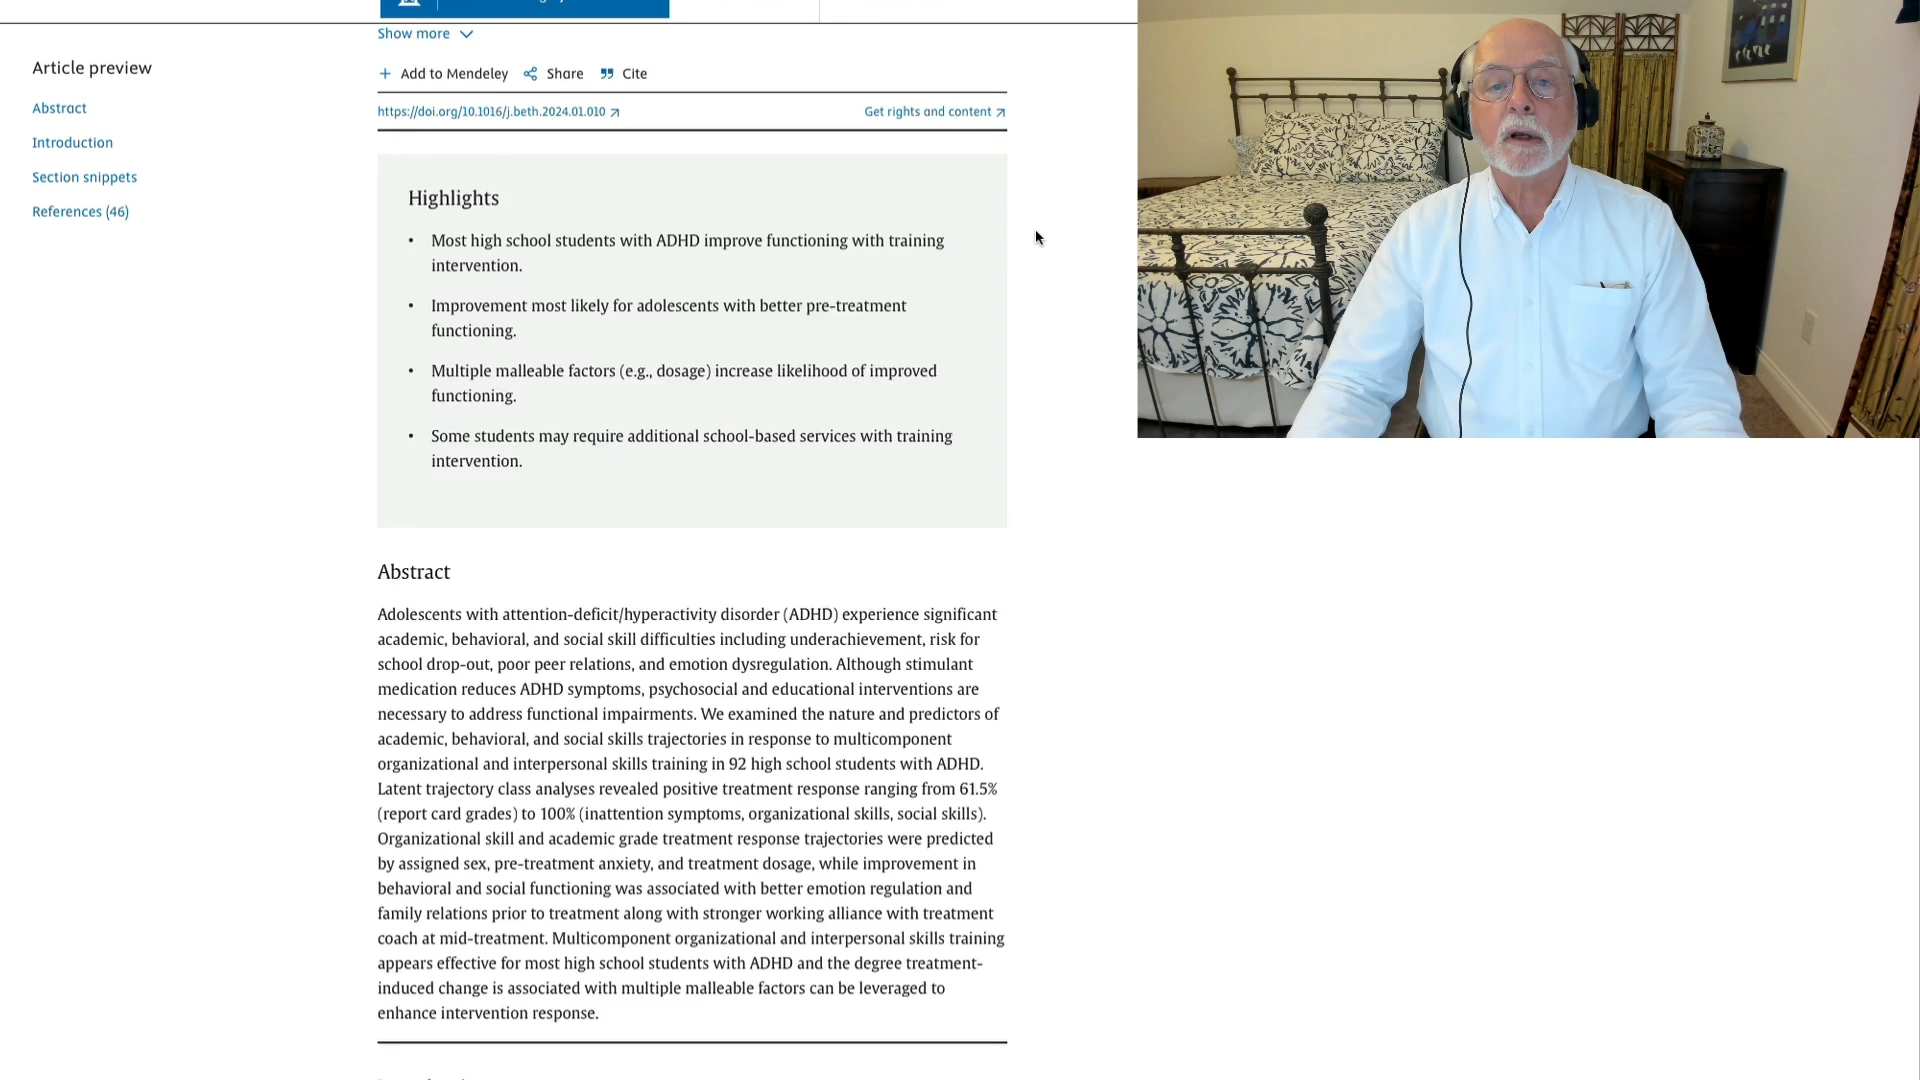 Show more
Article preview
Abstract
Introduction
Section snippets
References (46)
Add to Mendeley Share Cite
https://doi.org/10.1016/j.beth.2024.01.010 Get rights and content
Highlights
• Most high school students with ADHD improve functioning with training
intervention.
• Improvement most likely for adolescents with better pre-treatment
functioning.
• Multiple malleable factors (e.g., dosage) increase likelihood of improved
functioning.
• Some students may require additional school-based services with training
intervention.
Abstract
Adolescents with attention-deficit/hyperactivity disorder (ADHD) experience significant
academic, behavioral, and social skill difficulties including underachievement, risk for
school drop-out, poor peer relations, and emotion dysregulation. Although stimulant
medication reduces ADHD symptoms, psychosocial and educational interventions are
necessary to address functional impairments. We examined the nature and predictors of
academic, behavioral, and social skills trajectories in response to multicomponent
organizational and interpersonal skills training in 92 high school students with ADHD.
Latent trajectory class analyses revealed positive treatment response ranging from 61.5%
(report card grades) to 100% (inattention symptoms, organizational skills, social skills).
Organizational skill and academic grade treatment response trajectories were predicted
by assigned sex, pre-treatment anxiety, and treatment dosage, while improvement in
behavioral and social functioning was associated with better emotion regulation and
family relations prior to treatment along with stronger working alliance with treatment
coach at mid-treatment. Multicomponent organizational and interpersonal skills training
appears effective for most high school students with ADHD and the degree treatment-
induced change is associated with multiple malleable factors can be leveraged to
enhance intervention response.